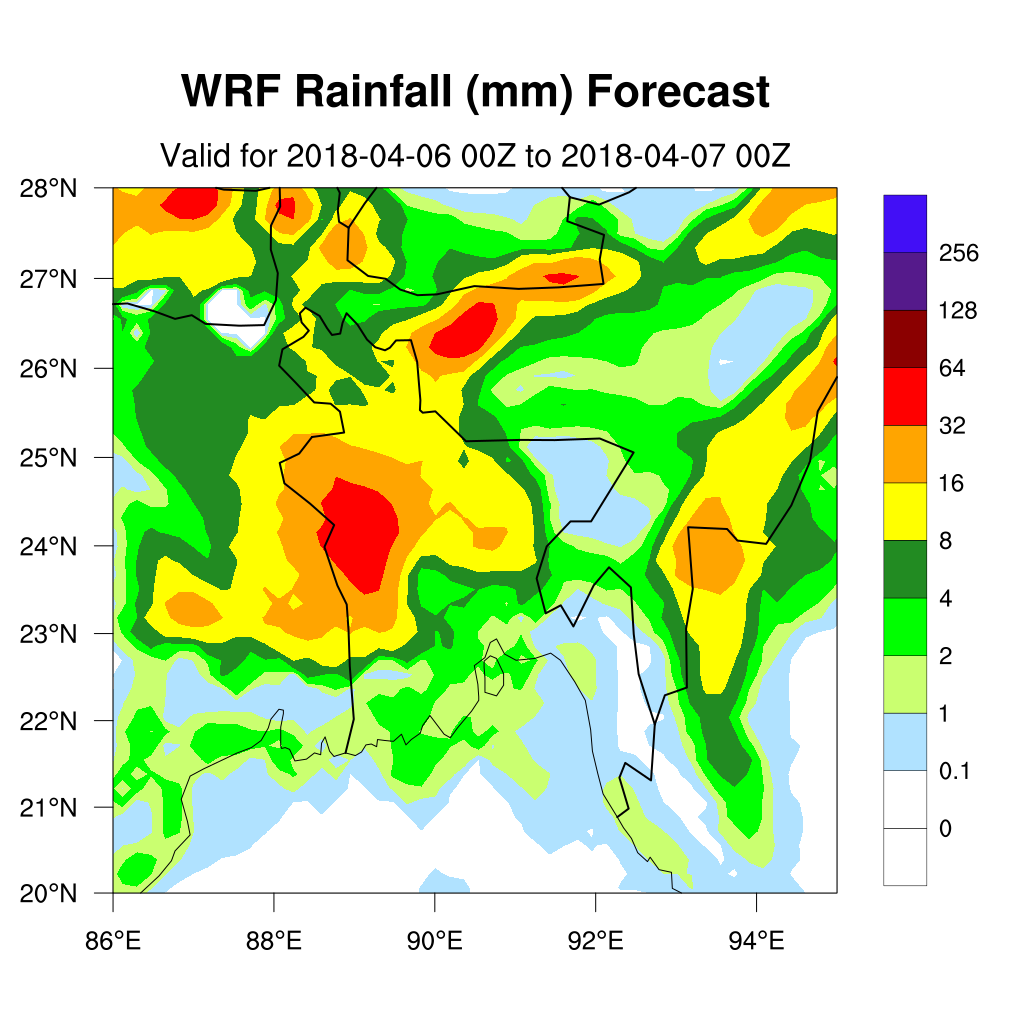 WRF Rainfall (mm) Forecast
Valid for 2018-04-06 00Z to 2018-04-07 00Z
28°N
27°N
26°N
25°N
24°N
23°N
22°N
21°N
20°N
86°E 88°E 90°E 92°E 94°E
256
128
64
32
16
8
4
2
1
0.1
0